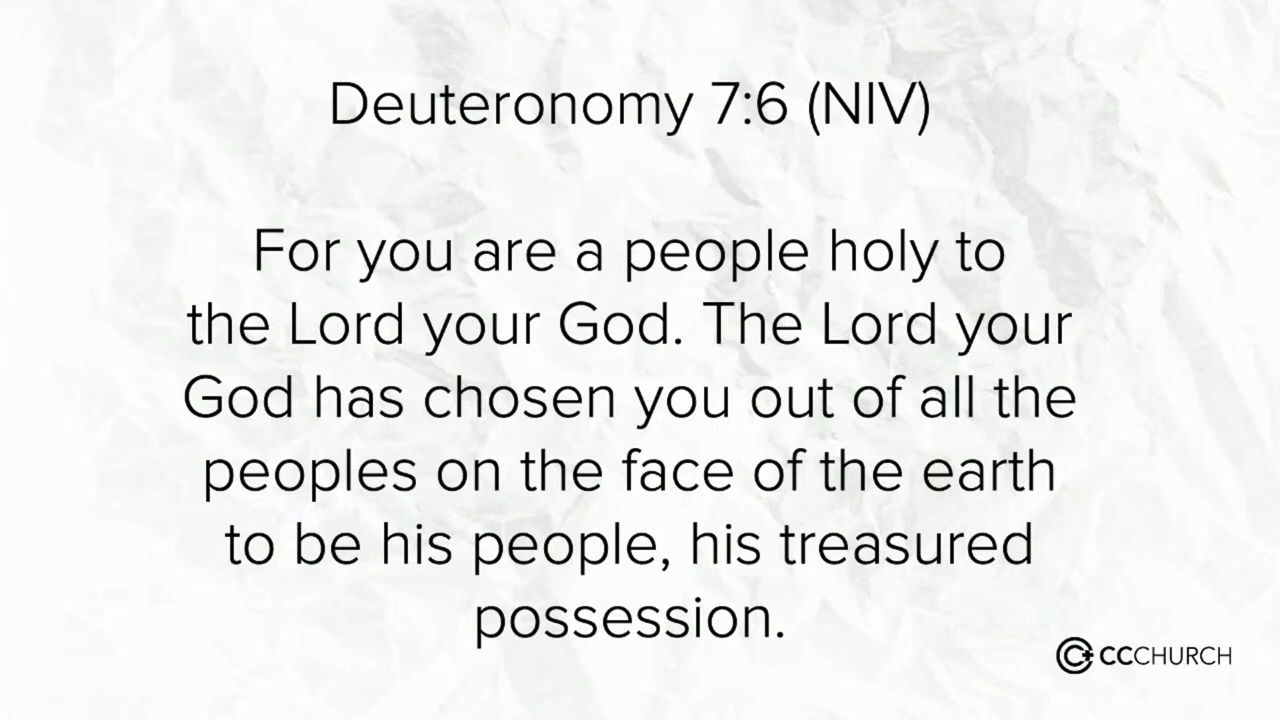 Deuteronomy 7:6 (NIV)
For you are a people holy to
the Lord your God. The Lord your
God has chosen you out of all the
peoples on the face of the earth
to be his people, his treasured
possession.
CCCHURCH